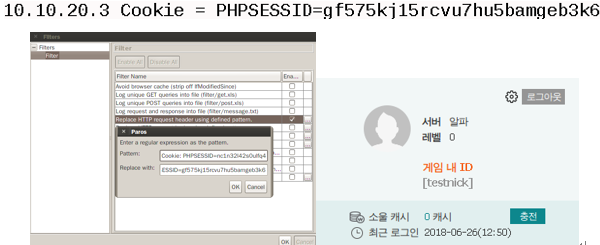 10.10.20.3 Cookie = PHPSESSID=gf575kj15rcvu7hu5bamgeb3k6
Filters
Filters
Filter
Filter
Enable All Disable All
Filter Name Ena...
Avoid browser cache (strip off IfModifiedSince)
Log unique GET queries into file (filter/get.xls)
Log unique POST queries into file (filter/post.xls)
Log request and response into file (filter/message.txt)
Replace HTTP request header using defined pattern.
Paros
Enter a regular expression as the pattern.
Pattern: Cookie: PHPSESSID=nc1n32l42s0ulfq4
Replace with: ESSID=gf575kj15rcvu7hu5bamgeb3k6
OK Cancel
OK Cancel
로그아웃
서버 알파
레벨 0
게임 내 ID
[testnick]
소울 캐시 0 캐시 충전
최근 로그인 2018-06-26(12:50)